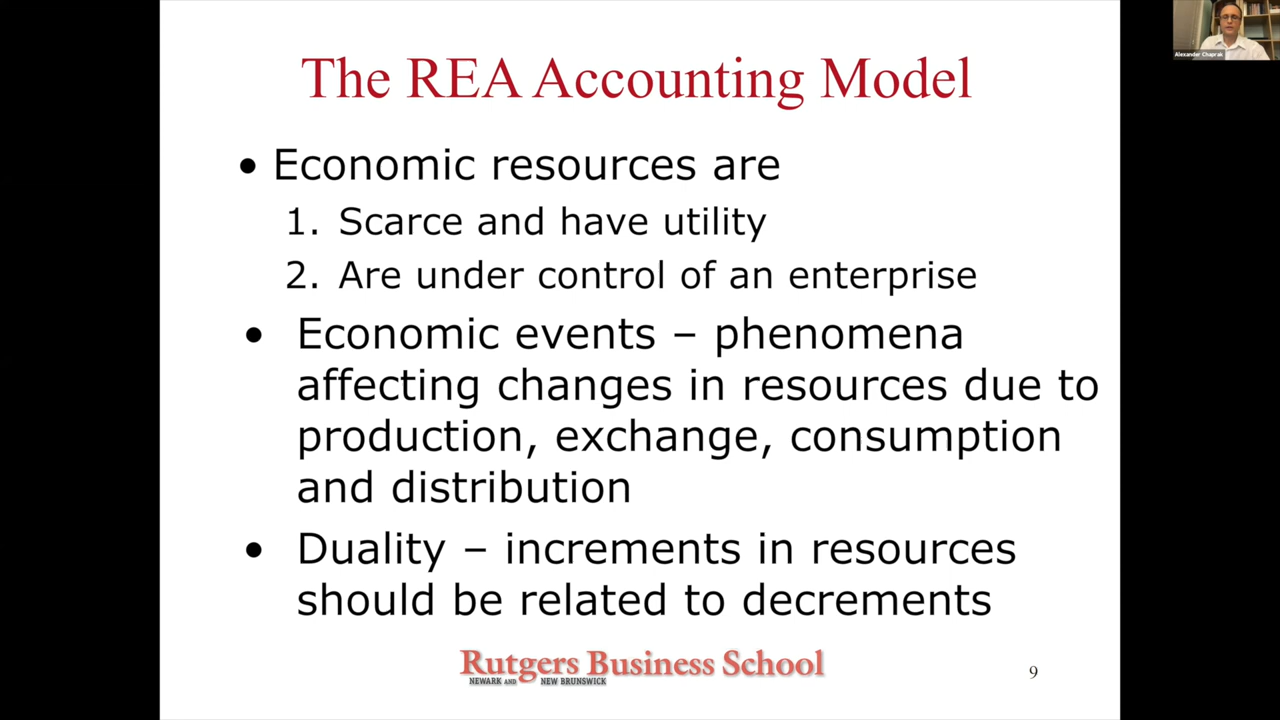 The REA Accounting Model
• Economic resources are
1. Scarce and have utility
2. Are under control of an enterprise
• Economic events – phenomena
affecting changes in resources due to
production, exchange, consumption
and distribution
• Duality – increments in resources
should be related to decrements
Rutgers Business School
NEWARK AND NEW BRUNSWICK
9
Alexander Chaprak